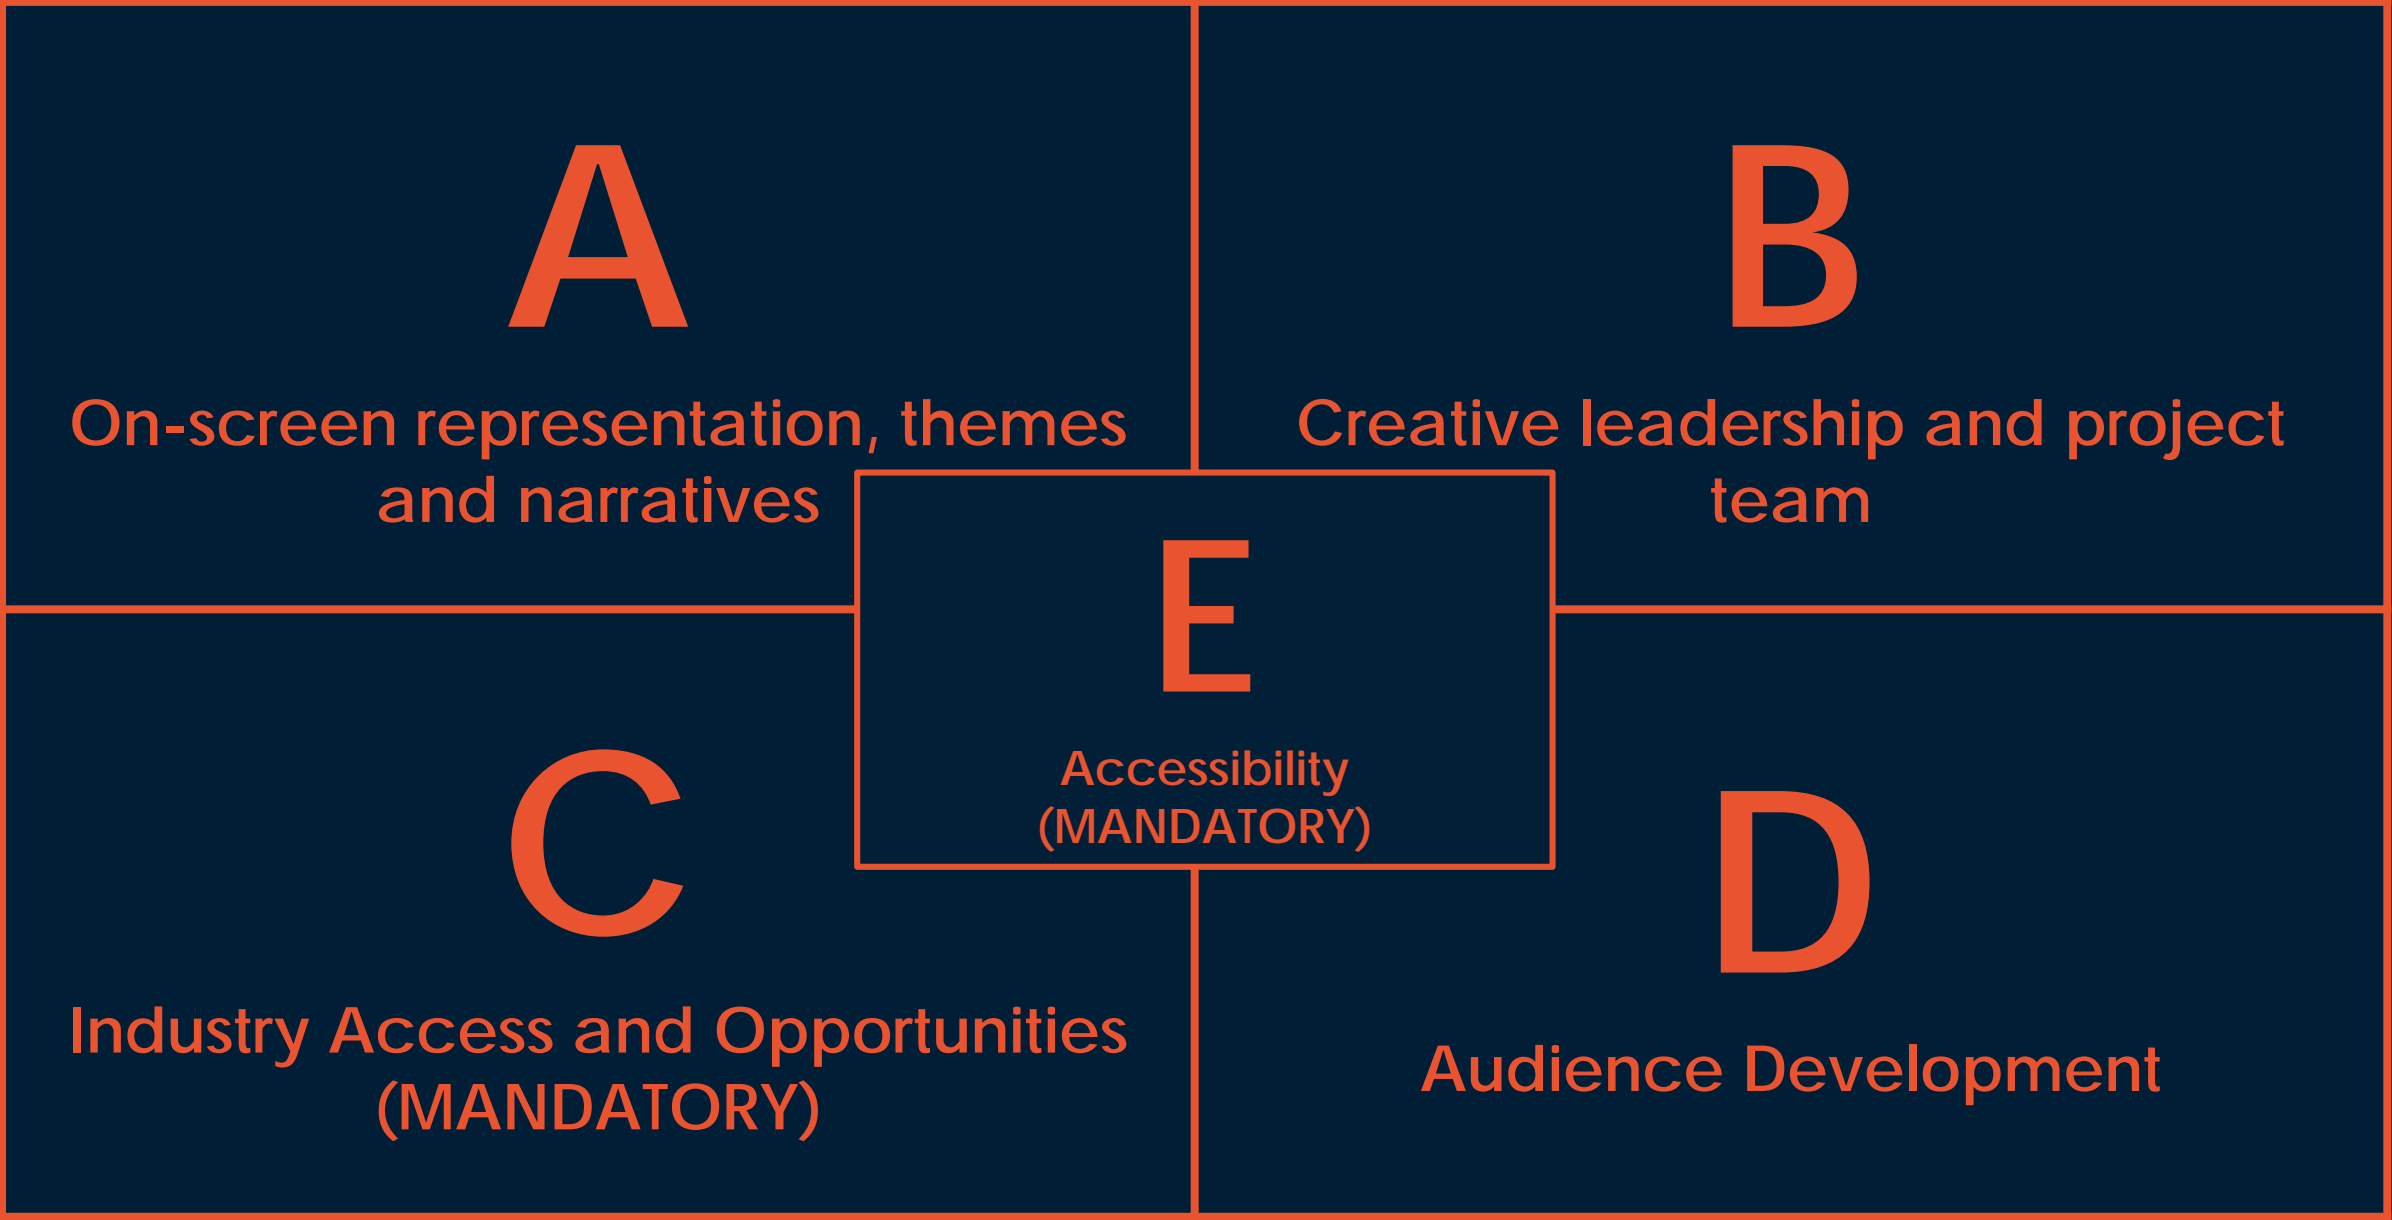 A
On-screen representation, themes
and narratives
B
Creative leadership and project
team
E
Accessibility
(MANDATORY)
C
Industry Access and Opportunities
(MANDATORY)
D
Audience Development